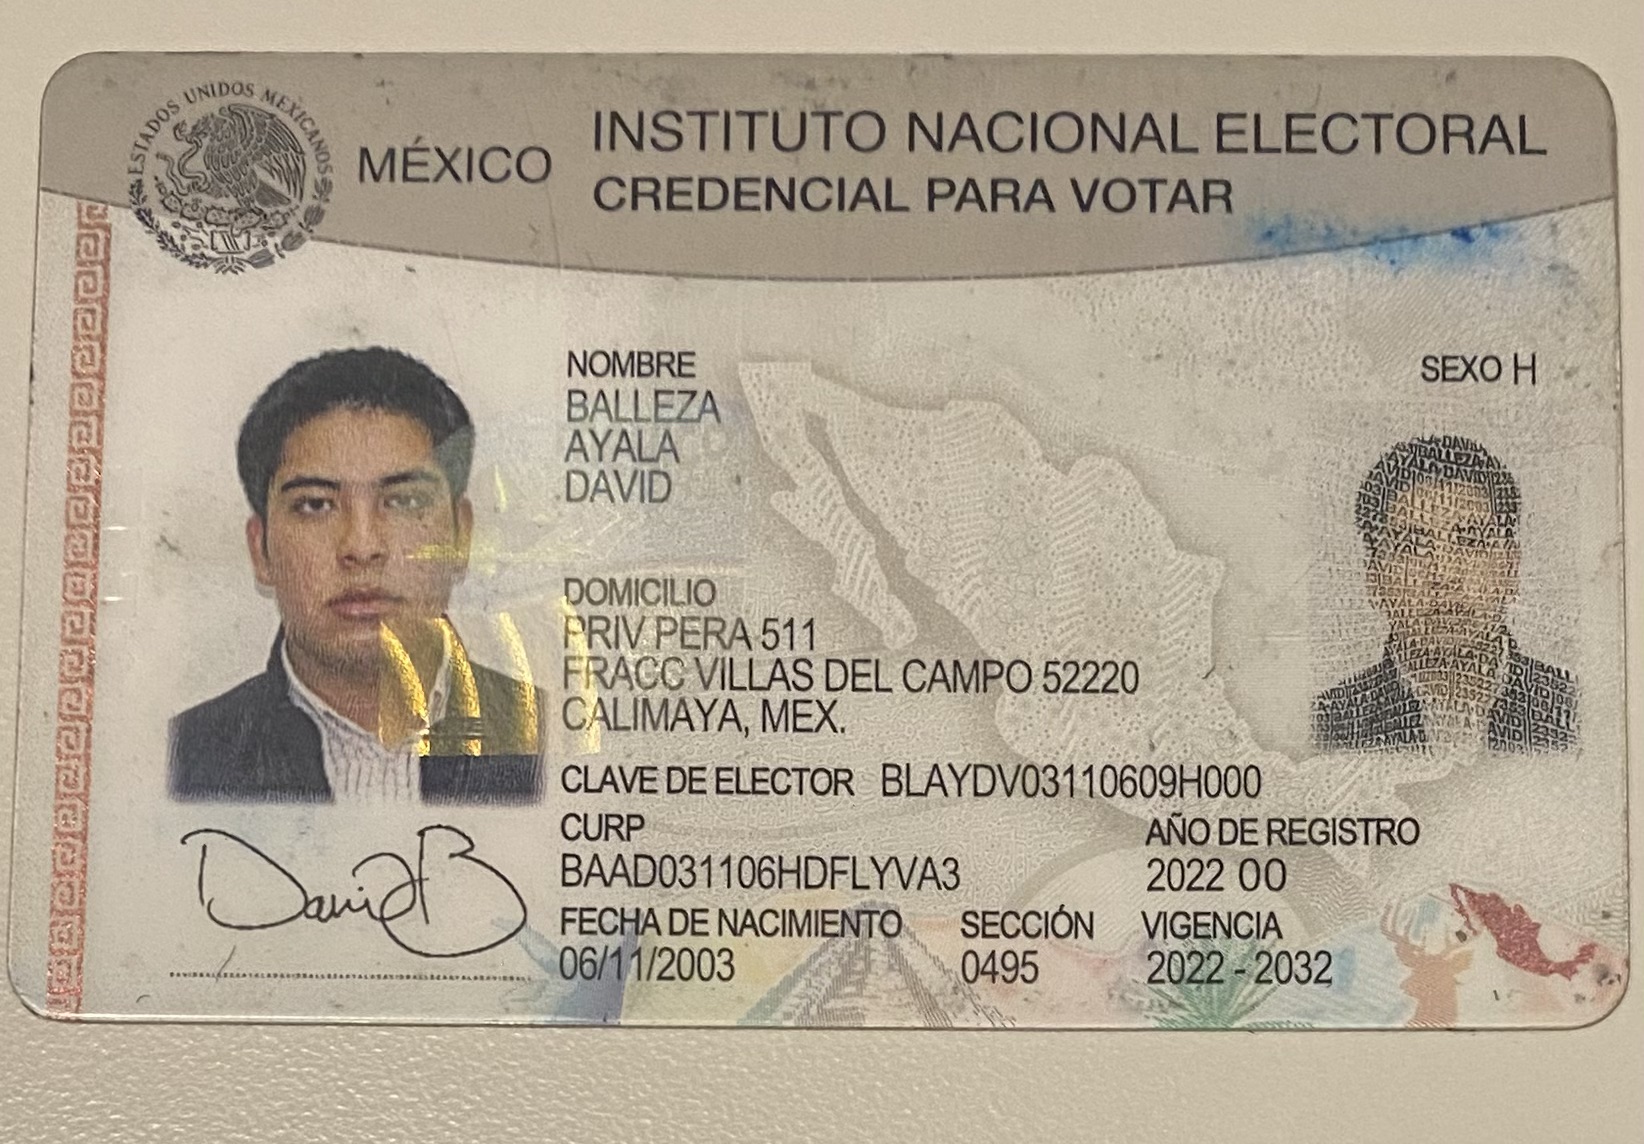 ESTADOS UNIDOS MEXICANOS
MÉXICO
INSTITUTO NACIONAL ELECTORAL
CREDENCIAL PARA VOTAR
NOMBRE
BALLEZA
AYALA
DAVID
SEXO H
DOMICILIO
PRIV PERA 511
FRACC VILLAS DEL CAMPO 52220
CALIMAYA, MEX.
CLAVE DE ELECTOR BLAYDV03110609H000
CURP
BAAD031106HDFLYVA3
AÑO DE REGISTRO
2022 00
FECHA DE NACIMIENTO
06/11/2003
SECCIÓN
0495
VIGENCIA
2022 - 2032
David B